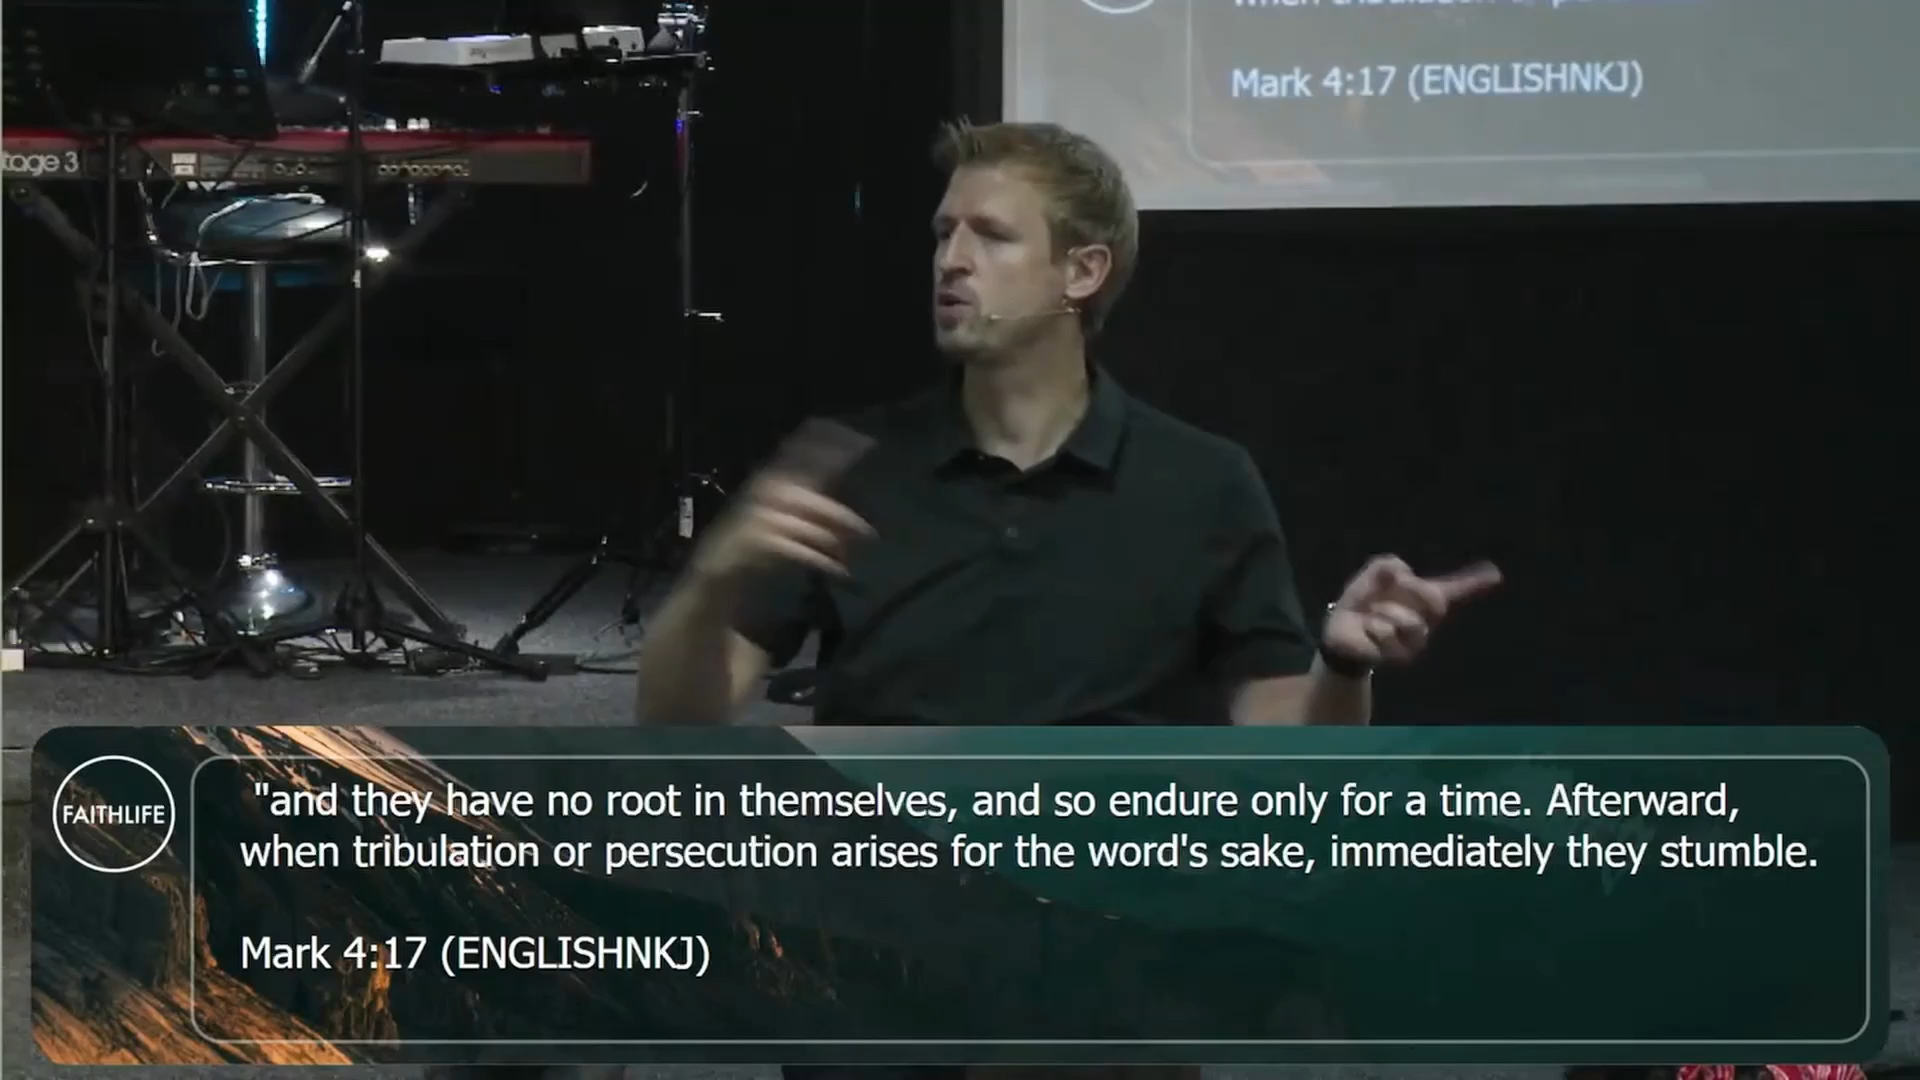 Mark 4:17 (ENGLISHNKJ)
tage 3
FAITHLIFE
"and they have no root in themselves, and so endure only for a time. Afterward,
when tribulation or persecution arises for the word's sake, immediately they stumble.
Mark 4:17 (ENGLISHNKJ)